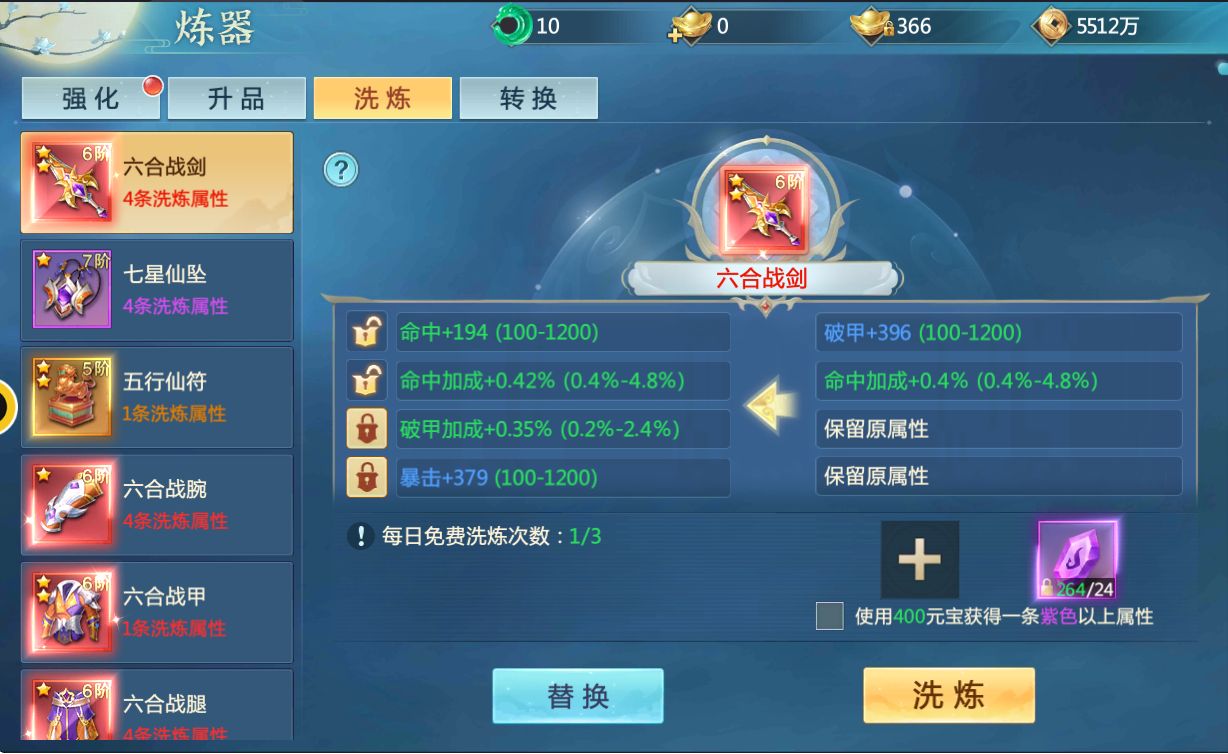 炼器
10
0
366
5512万
强化
升品
洗炼
转换
6阶
六合战剑
4条洗炼属性
7阶
七星仙坠
4条洗炼属性
5阶
五行仙符
1条洗炼属性
6阶
六合战腕
4条洗炼属性
6阶
六合战甲
1条洗炼属性
6阶
六合战腿
4条洗炼属性
?
6阶
六合战剑
命中+194 (100-1200)
命中加成+0.42% (0.4%-4.8%)
破甲加成+0.35% (0.2%-2.4%)
暴击+379 (100-1200)
破甲+396 (100-1200)
命中加成+0.4% (0.4%-4.8%)
保留原属性
保留原属性
! 每日免费洗炼次数：1/3
264/24
使用400元宝获得一条紫色以上属性
替换
洗炼